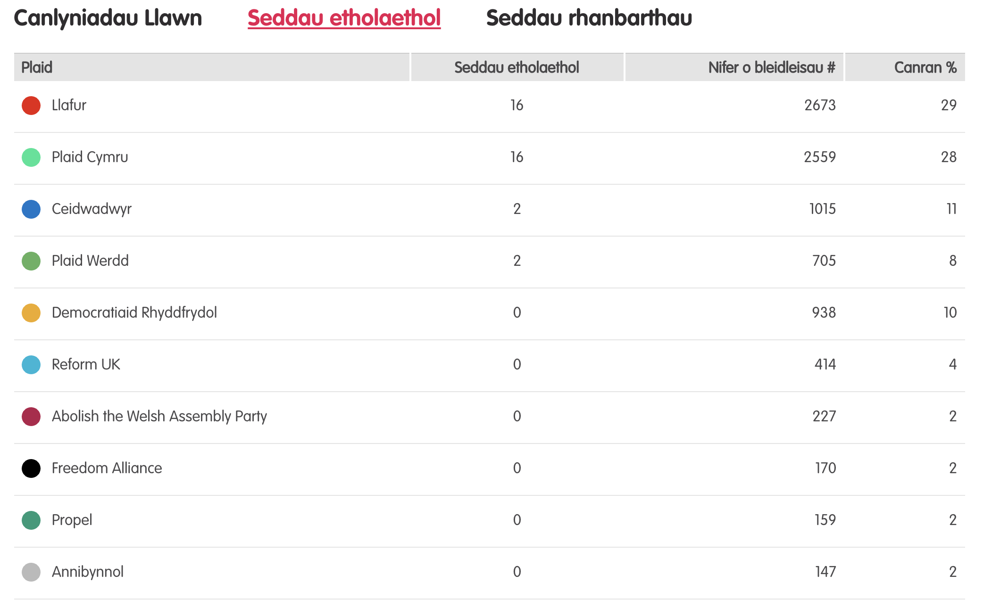 Canlyniadau Llawn Seddau etholaethol Seddau rhanbarthau
Plaid Seddau etholaethol Nifer o bleidleisau # Canran %
Llafur 16 2673 29
Plaid Cymru 16 2559 28
Ceidwadwyr 2 1015 11
Plaid Werdd 2 705 8
Democratiaid Rhyddfrydol 0 938 10
Reform UK 0 414 4
Abolish the Welsh Assembly Party 0 227 2
Freedom Alliance 0 170 2
Propel 0 159 2
Annibynnol 0 147 2